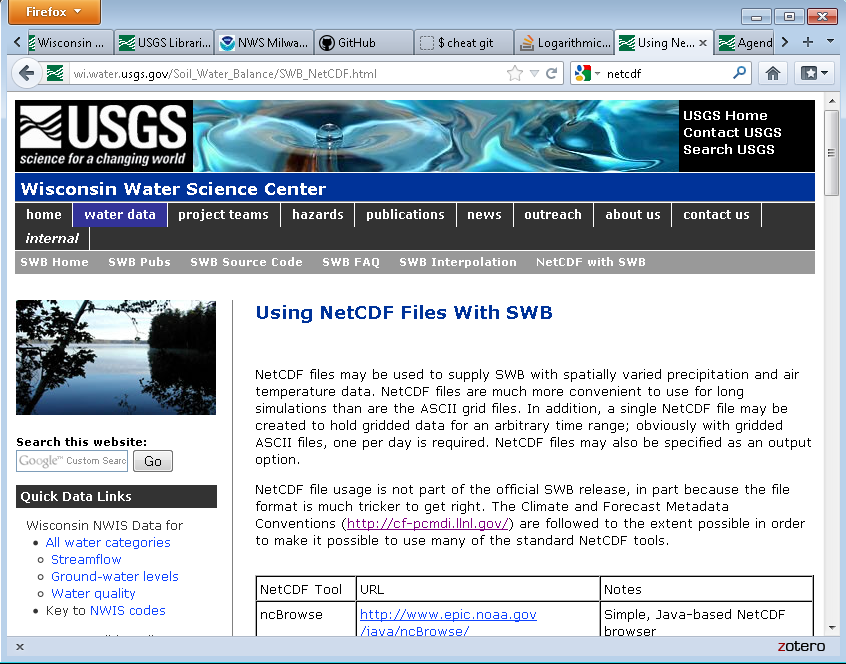 Firefox
Wisconsin ...
USGS Librari...
NWS Milwa...
GitHub
$ cheat git
Logarithmic...
Using Ne...
Agend
wi.water.usgs.gov/Soil_Water_Balance/SWB_NetCDF.html
netcdf
USGS
science for a changing world
USGS Home
Contact USGS
Search USGS
Wisconsin Water Science Center
home water data project teams hazards publications news outreach about us contact us
internal
SWB Home SWB Pubs SWB Source Code SWB FAQ SWB Interpolation NetCDF with SWB
Using NetCDF Files With SWB
NetCDF files may be used to supply SWB with spatially varied precipitation and air
temperature data. NetCDF files are much more convenient to use for long
simulations than are the ASCII grid files. In addition, a single NetCDF file may be
created to hold gridded data for an arbitrary time range; obviously with gridded
ASCII files, one per day is required. NetCDF files may also be specified as an output
option.
NetCDF file usage is not part of the official SWB release, in part because the file
format is much tricker to get right. The Climate and Forecast Metadata
Conventions (http://cf-pcmdi.llnl.gov/) are followed to the extent possible in order
to make it possible to use many of the standard NetCDF tools.
NetCDF Tool URL Notes
ncBrowse http://www.epic.noaa.gov Simple, Java-based NetCDF
/java/ncBrowse/ browser
Search this website:
Google™ Custom Searc
Go
Quick Data Links
Wisconsin NWIS Data for
All water categories
Streamflow
Ground-water levels
Water quality
Key to NWIS codes
zotero